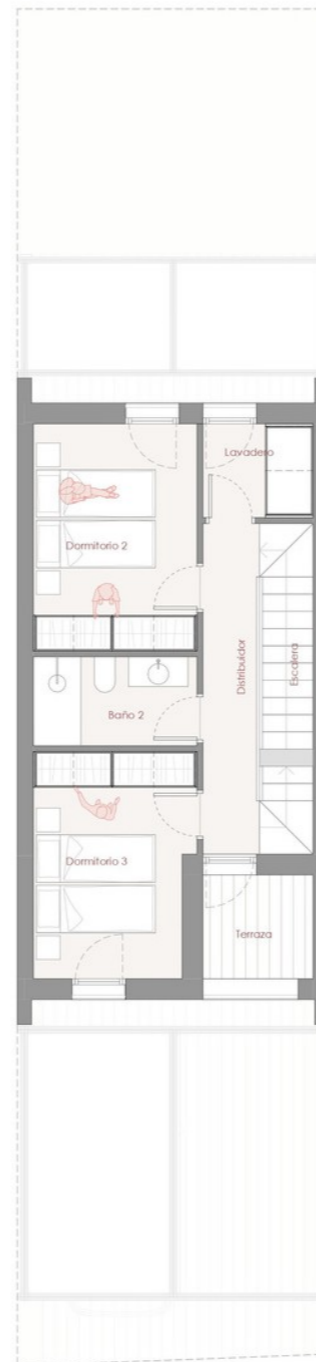 Lavadero
Dormitorio 2
Distribuidor
Escalera
Baño 2
Dormitorio 3
Terraza